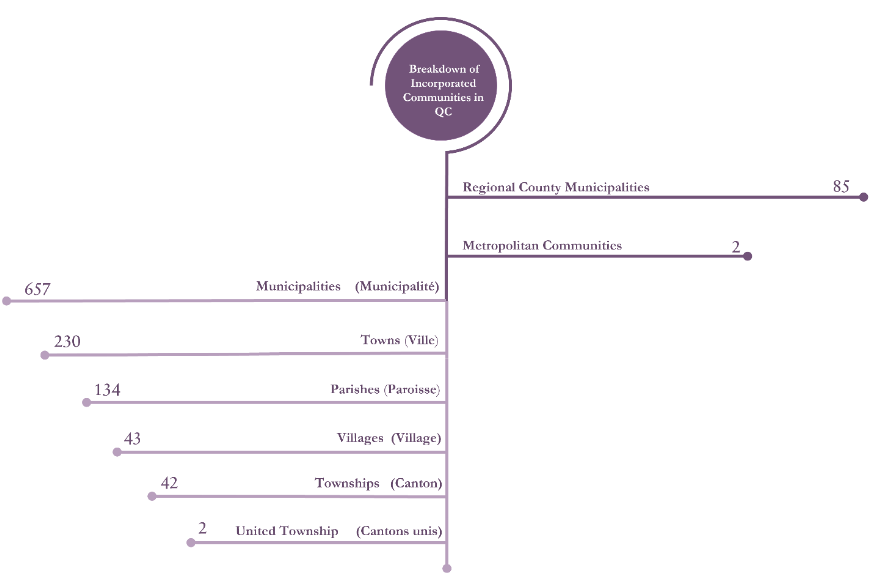 Breakdown of
Incorporated
Communities in
QC
Regional County Municipalities 85
Metropolitan Communities 2
657 Municipalities (Municipalité)
230 Towns (Ville)
134 Parishes (Paroisse)
43 Villages (Village)
42 Townships (Canton)
2 United Township (Cantons unis)